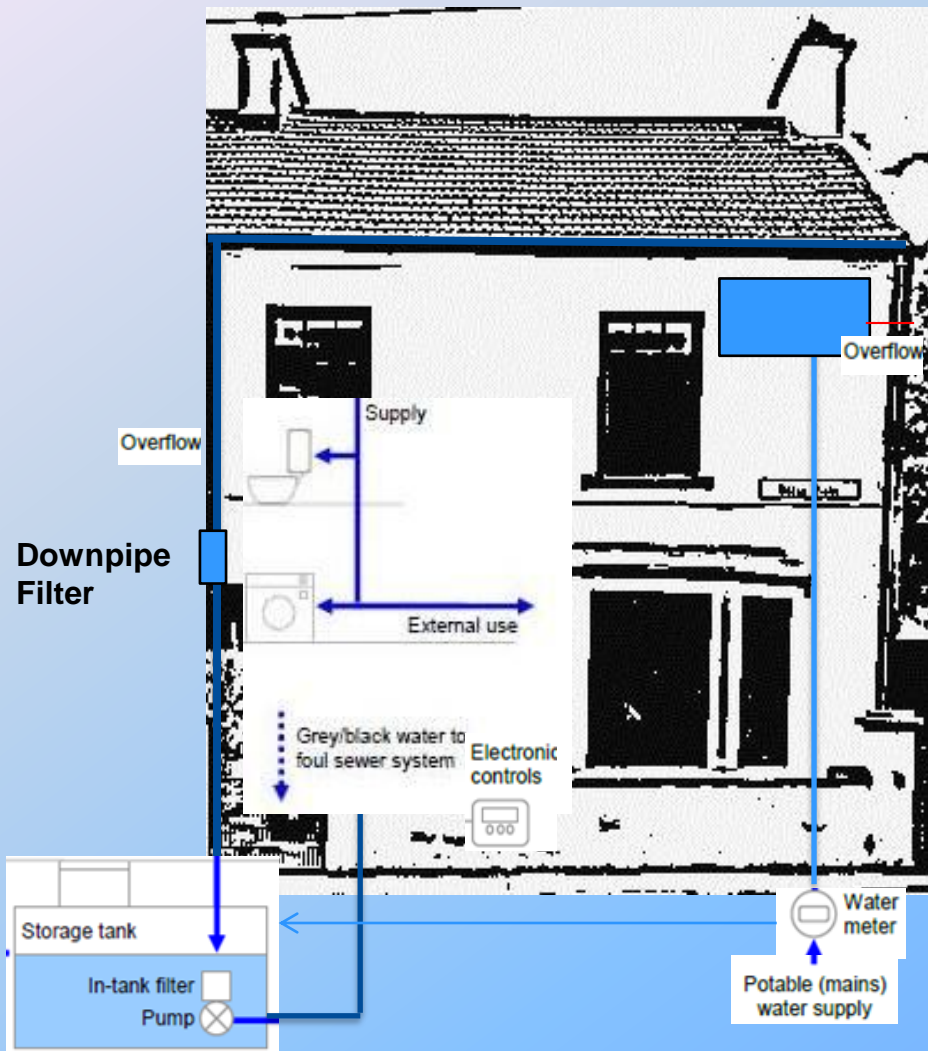 Overflow
Supply
Overflow
Downpipe
Filter
External use
Grey/black water to
foul sewer system
Electronic
controls
Storage tank
In-tank filter
Pump
Water
meter
Potable (mains)
water supply